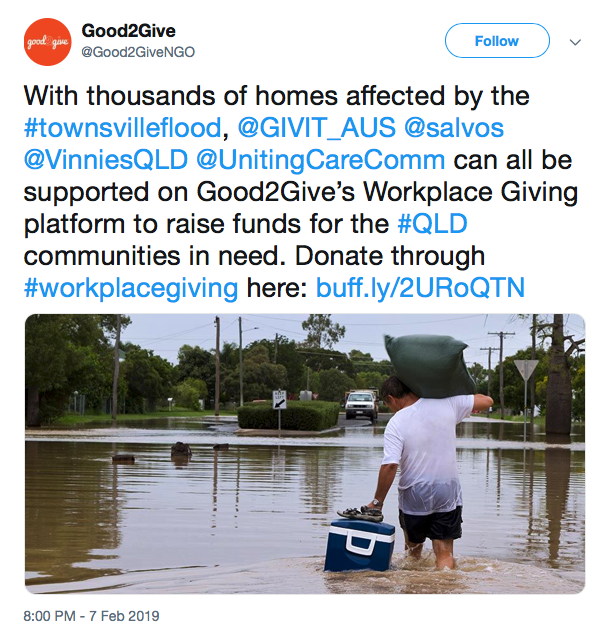 good2give
Good2Give
@Good2GiveNGO
Follow
With thousands of homes affected by the
#townsvilleflood, @GIVIT_AUS @salvos
@VinniesQLD @UnitingCareComm can all be
supported on Good2Give’s Workplace Giving
platform to raise funds for the #QLD
communities in need. Donate through
#workplacegiving here: buff.ly/2URoQTN
8:00 PM - 7 Feb 2019